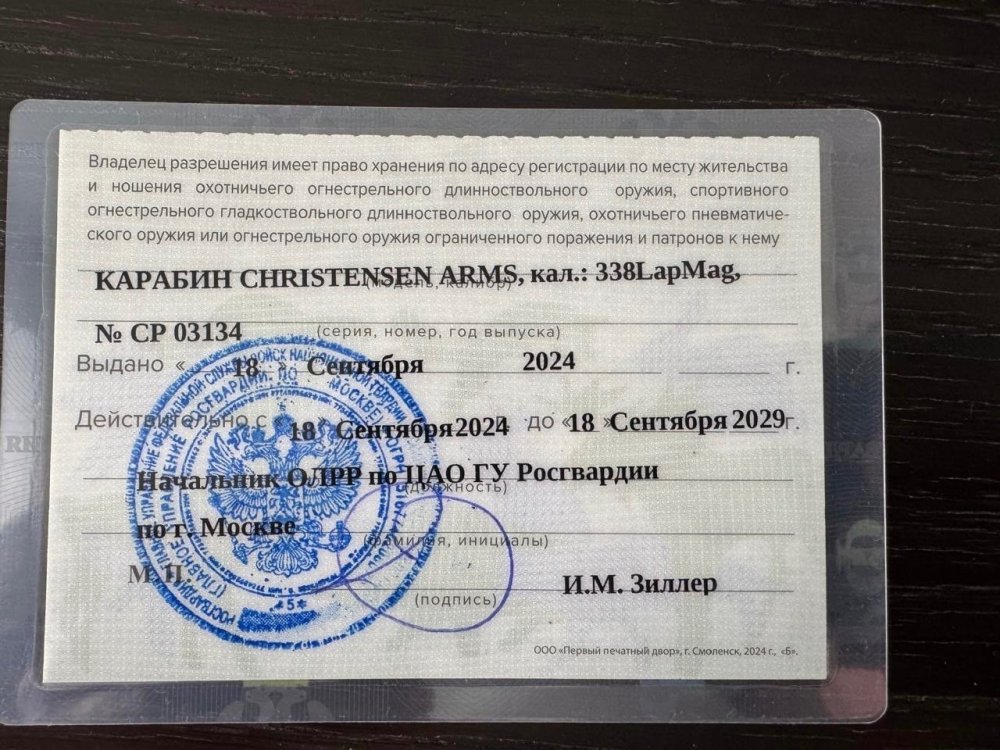 Владелец разрешения имеет право хранения по адресу регистрации по месту жительства
и ношения охотничьего огнестрельного длинноствольного оружия, спортивного
огнестрельного гладкоствольного длинноствольного оружия, охотничьего пневматиче-
ского оружия или огнестрельного оружия ограниченного поражения и патронов к нему
КАРАБИН CHRISTENSEN ARMS, кал.: 338LapMag,
(модель, калибр)
№ СР 03134 (серия, номер, год выпуска)
Выдано « 18 » Сентября 2024 г.
Действительно с « 18 » Сентября 2024 г. до « 18 » Сентября 2029 г.
Начальник ОЛРР по ЦАО ГУ Росгвардии
(должность)
по г. Москве
(фамилия, инициалы)
М. П. И.М. Зиллер
(подпись)
ООО «Первый печатный двор», г. Смоленск, 2024 г., «Б».